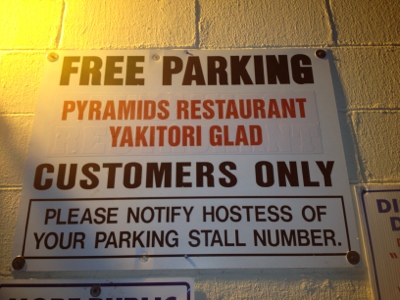 FREE PARKING
PYRAMIDS RESTAURANT
YAKITORI GLAD
CUSTOMERS ONLY
PLEASE NOTIFY HOSTESS OF
YOUR PARKING STALL NUMBER.